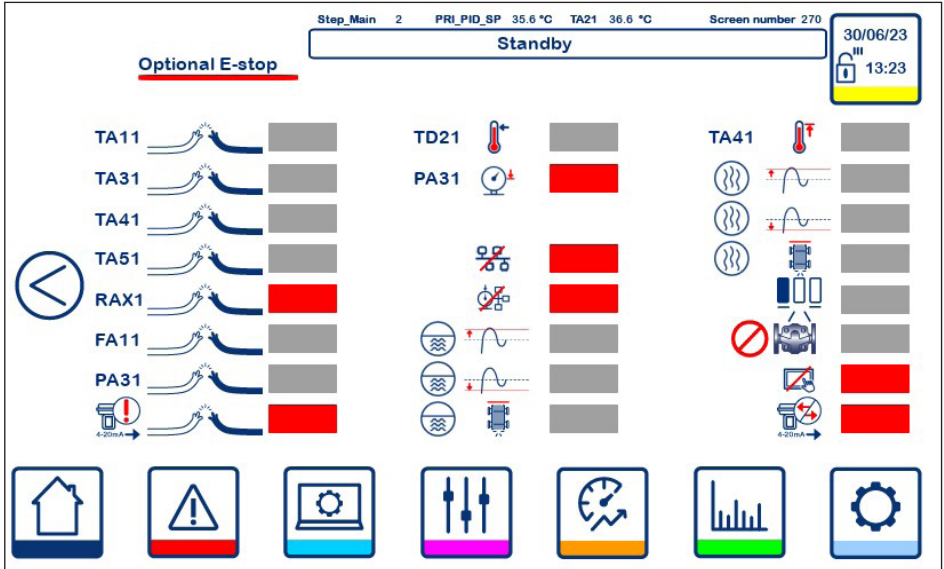 Step_Main 2 PRI_PID_SP 35.6 °C TA21 36.6 °C Screen number 270
Standby
30/06/23
13:23
Optional E-stop
TA11
TA31
TA41
TA51
RAX1
FA11
PA31
4-20mA
TD21
PA31
TA41
4-20mA